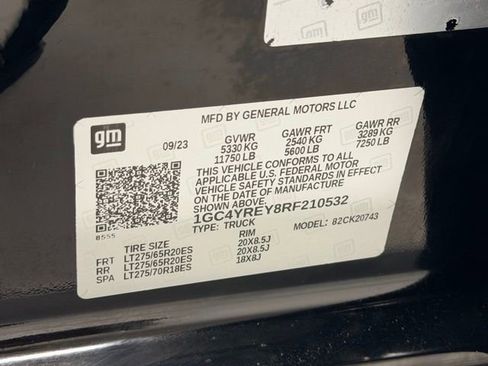 gm
MFD BY GENERAL MOTORS LLC
09/23 GVWR GAWR FRT GAWR RR
5330 KG 2540 KG 3289 KG
11750 LB 5600 LB 7250 LB
THIS VEHICLE CONFORMS TO ALL
APPLICABLE U.S. FEDERAL MOTOR
VEHICLE SAFETY STANDARDS IN
EFFECT ON THE DATE OF MANUFACTURE
SHOWN ABOVE.
1GC4YREY8RF210532
TYPE: TRUCK MODEL: 82CK20743
8555
TIRE SIZE RIM
FRT LT275/65R20ES 20X8.5J
RR LT275/65R20ES 20X8.5J
SPA LT275/70R18ES 18X8J